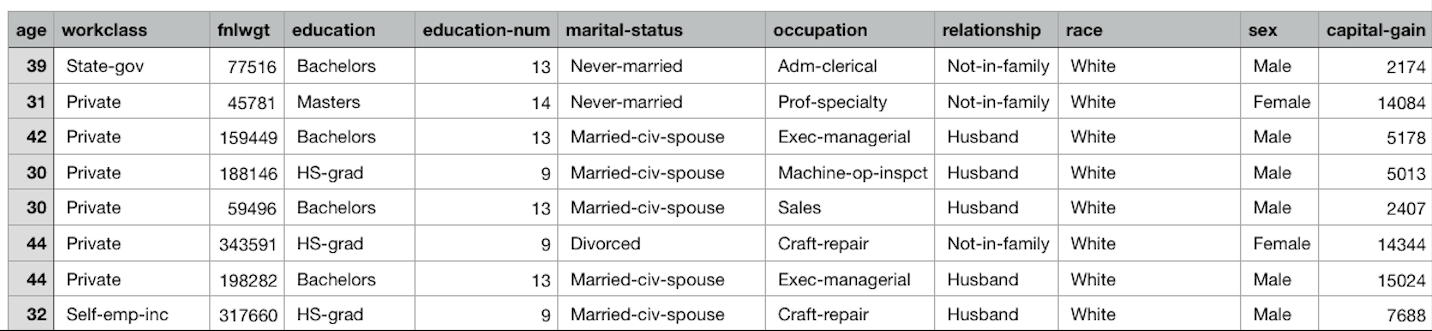 age workclass fnlwgt education education-num marital-status occupation relationship race sex capital-gain
39 State-gov 77516 Bachelors 13 Never-married Adm-clerical Not-in-family White Male 2174
31 Private 45781 Masters 14 Never-married Prof-specialty Not-in-family White Female 14084
42 Private 159449 Bachelors 13 Married-civ-spouse Exec-managerial Husband White Male 5178
30 Private 188146 HS-grad 9 Married-civ-spouse Machine-op-inspct Husband White Male 5013
30 Private 59496 Bachelors 13 Married-civ-spouse Sales Husband White Male 2407
44 Private 343591 HS-grad 9 Divorced Craft-repair Not-in-family White Female 14344
44 Private 198282 Bachelors 13 Married-civ-spouse Exec-managerial Husband White Male 15024
32 Self-emp-inc 317660 HS-grad 9 Married-civ-spouse Craft-repair Husband White Male 7688